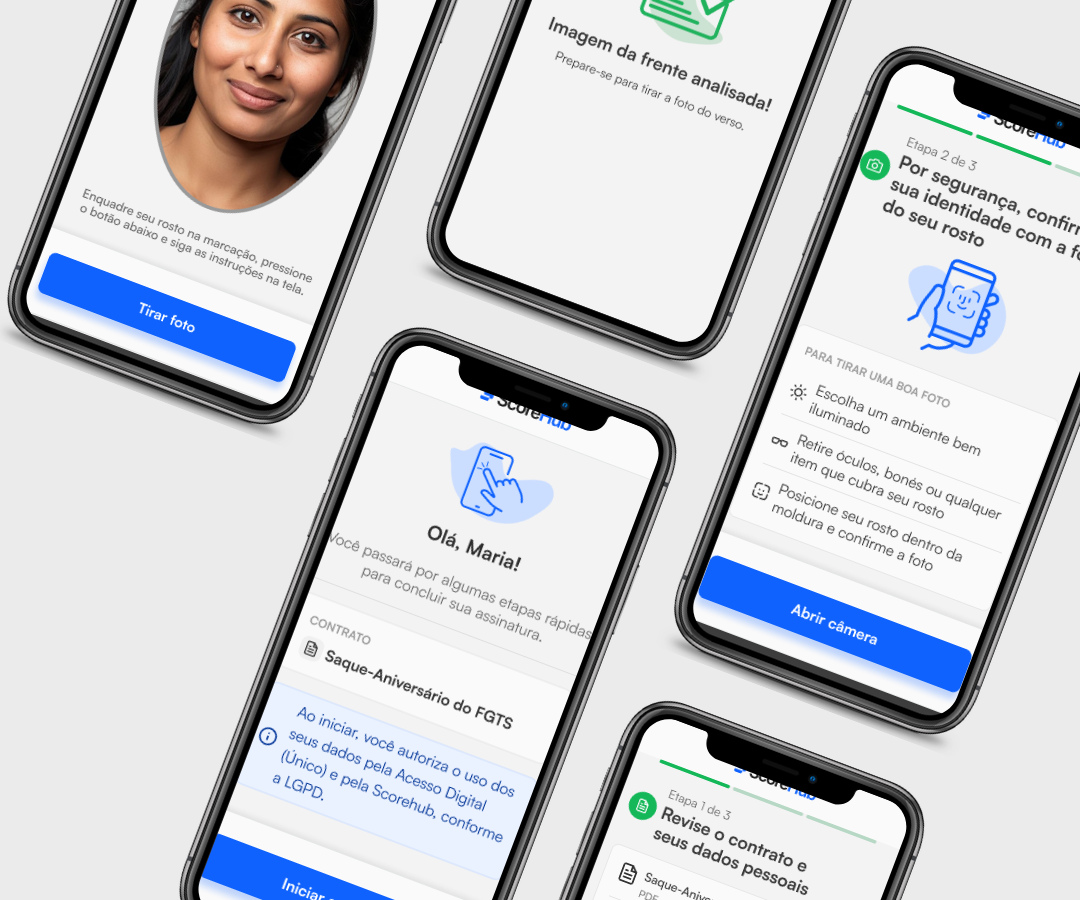 Enquadre seu rosto na marcação, pressione
o botão abaixo e siga as instruções na tela.
Tirar foto
Imagem da frente analisada!
Prepare-se para tirar a foto do verso.
ScoreHub
Etapa 2 de 3
Por segurança,
sua identidade com a
do seu rosto
PARA TIRAR UMA BOA FOTO
Escolha um ambiente bem
iluminado
Retire óculos, bonés ou qualquer
item que cubra seu rosto
Posicione seu rosto dentro da
moldura e confirme a foto
Abrir câmera
ScoreHub
Olá, Maria!
Você passará por algumas etapas rápidas
para concluir sua assinatura.
CONTRATO
Saque-Aniversário do FGTS
Ao iniciar, você autoriza o uso dos
seus dados pela Acesso Digital
(Único) e pela Scorehub, conforme
a LGPD.
Iniciar
ScoreHub
Etapa 1 de 3
Revise o contrato e
seus dados pessoais